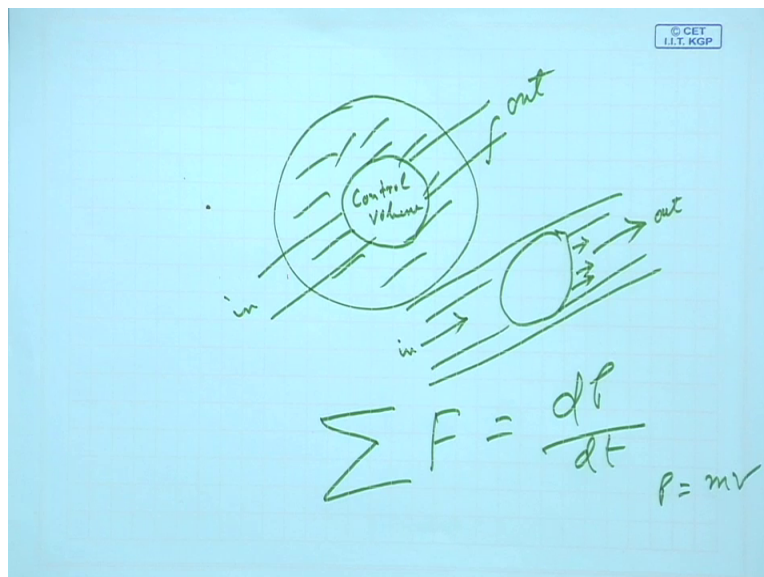 © CET
I.I.T. KGP
out
Control
Volume
out
in
in
∑ F = dP/dt
P = mv